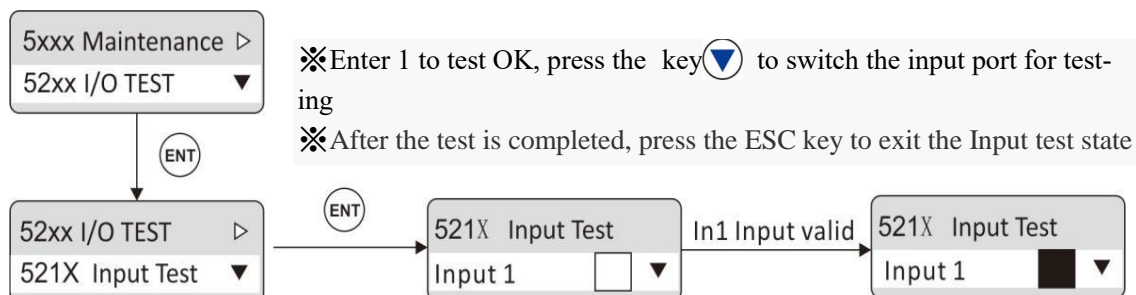 5xxx Maintenance ▷
52xx I/O TEST ▼
※Enter 1 to test OK, press the key▼ to switch the input port for test-
ing
※After the test is completed, press the ESC key to exit the Input test state
ENT
52xx I/O TEST ▷
521X Input Test ▼
ENT
521X Input Test
Input 1 ▼
In1 Input valid
521X Input Test
Input 1 ▼